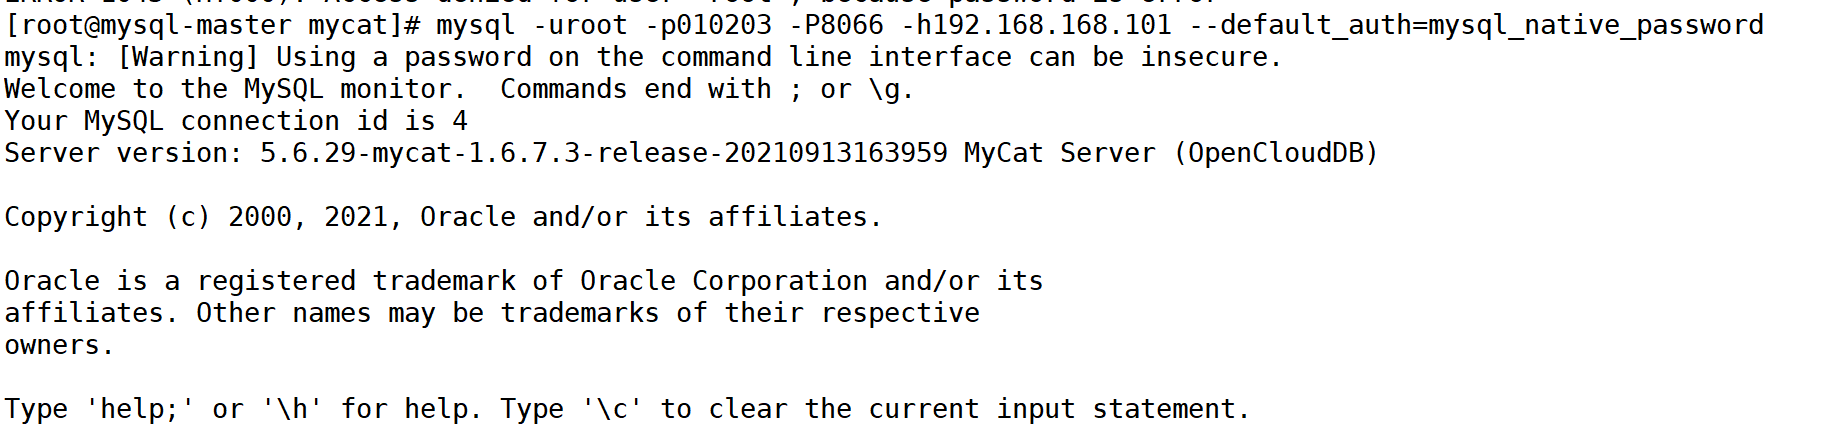 [root@mysql-master mycat]# mysql -uroot -p010203 -P8066 -h192.168.168.101 --default_auth=mysql_native_password
mysql: [Warning] Using a password on the command line interface can be insecure.
Welcome to the MySQL monitor.  Commands end with ; or \g.
Your MySQL connection id is 4
Server version: 5.6.29-mycat-1.6.7.3-release-20210913163959 MyCat Server (OpenCloudDB)
Copyright (c) 2000, 2021, Oracle and/or its affiliates.
Oracle is a registered trademark of Oracle Corporation and/or its
affiliates. Other names may be trademarks of their respective
owners.
Type 'help;' or '\h' for help. Type '\c' to clear the current input statement.